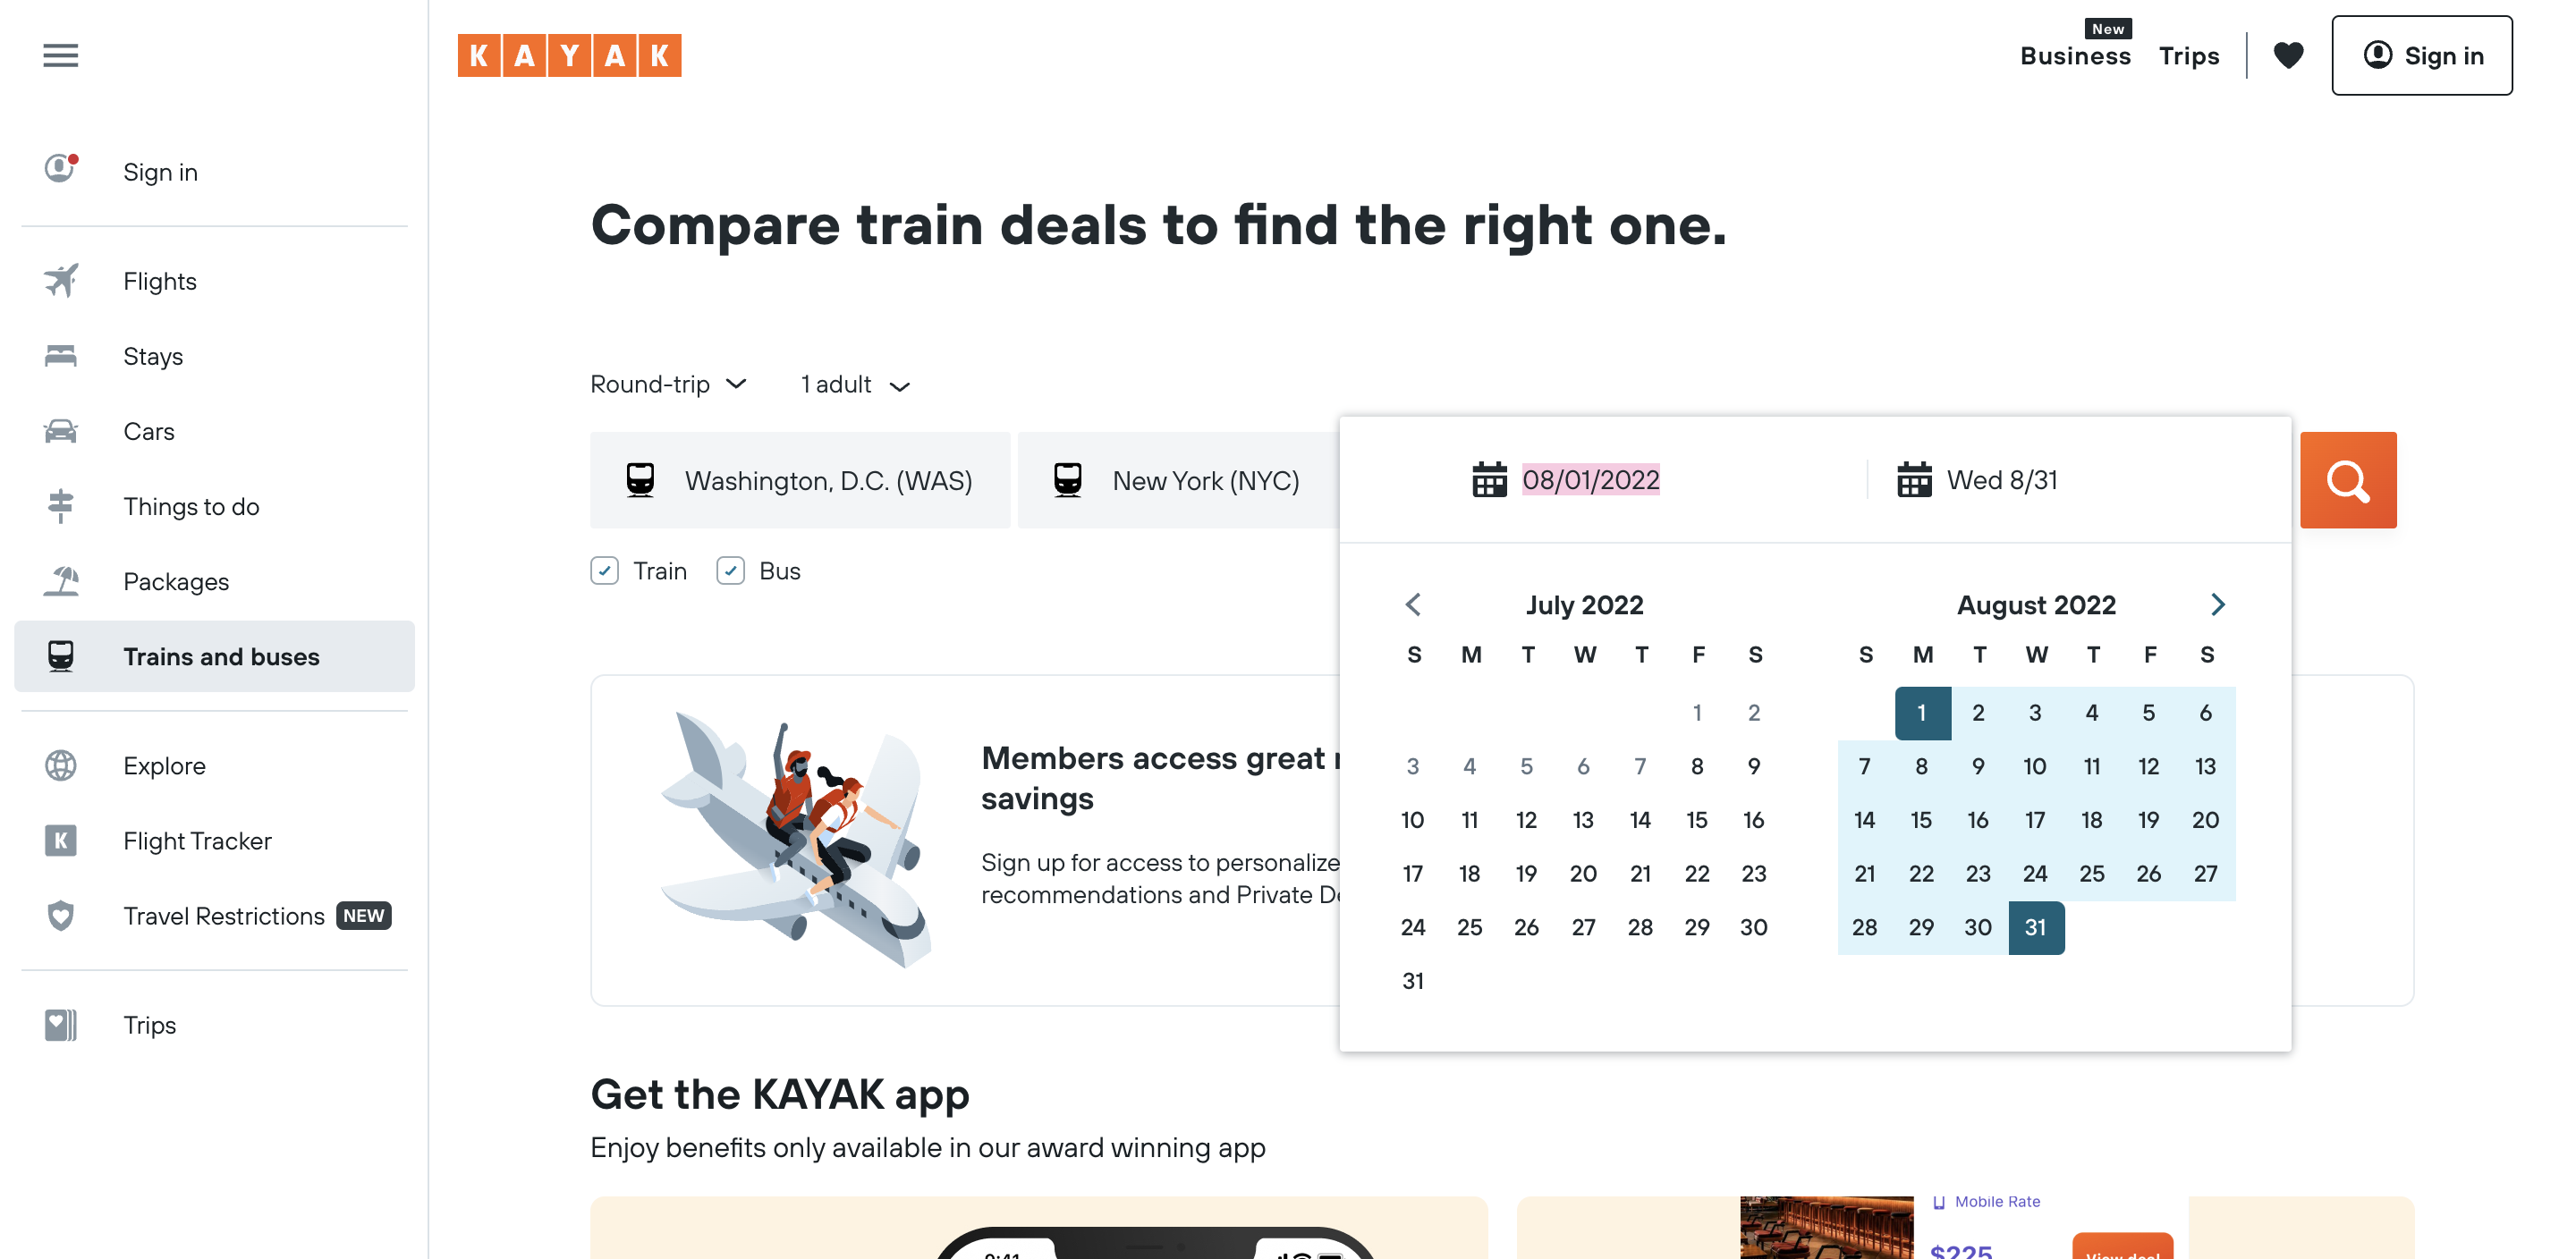 KAYAK
New
Business
Trips
Sign in
Sign in
Flights
Stays
Cars
Things to do
Packages
Trains and buses
Explore
K
Flight Tracker
Travel Restrictions NEW
Trips
Compare train deals to find the right one.
Round-trip
1 adult
Washington, D.C. (WAS)
New York (NYC)
08/01/2022
Wed 8/31
Train
Bus
July 2022
S M T W T F S
1 2
3 4 5 6 7 8 9
10 11 12 13 14 15 16
17 18 19 20 21 22 23
24 25 26 27 28 29 30
31
August 2022
S M T W T F S
1 2 3 4 5 6
7 8 9 10 11 12 13
14 15 16 17 18 19 20
21 22 23 24 25 26 27
28 29 30 31
Members access great
savings
Sign up for access to personalize
recommendations and Private
Get the KAYAK app
Enjoy benefits only available in our award winning app
9:41
Mobile Rate
$225
View deal